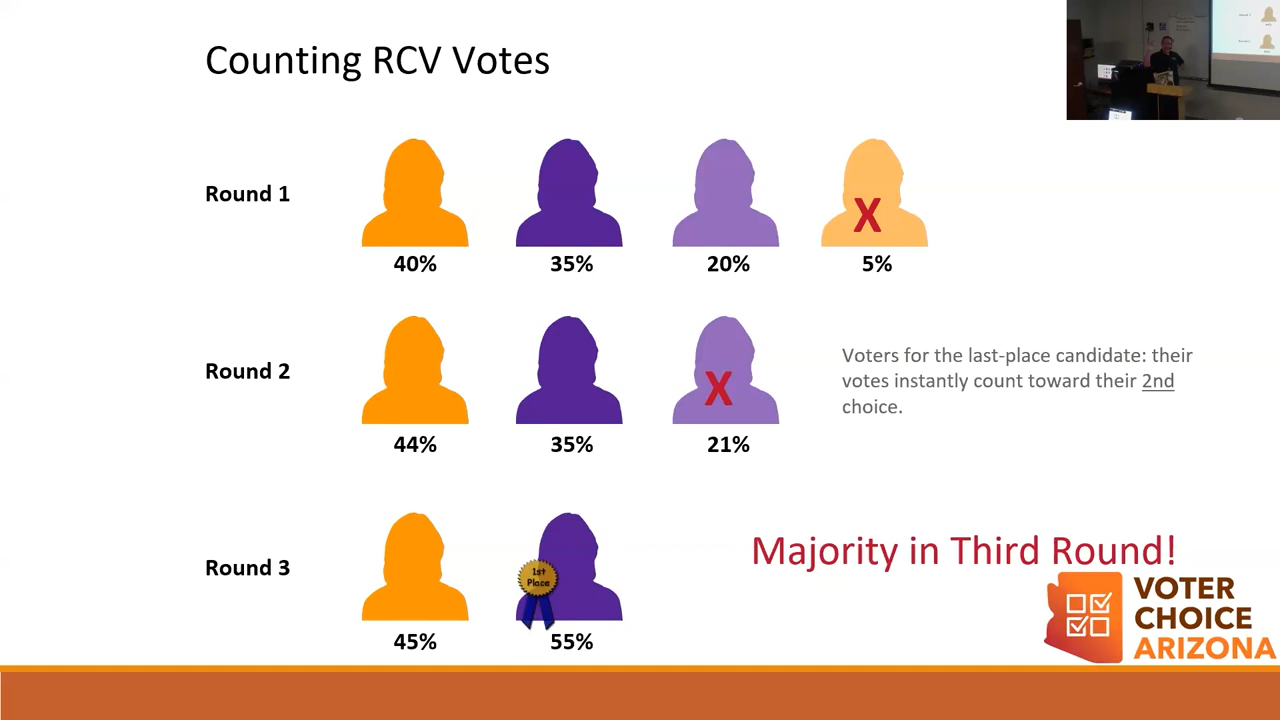 Counting RCV Votes
Round 1
X
40%
35%
20%
5%
Round 2
X
Voters for the last-place candidate: their
votes instantly count toward their 2nd
choice.
44%
35%
21%
Round 3
1st
Place
Majority in Third Round!
45%
55%
VOTER
CHOICE
ARIZONA